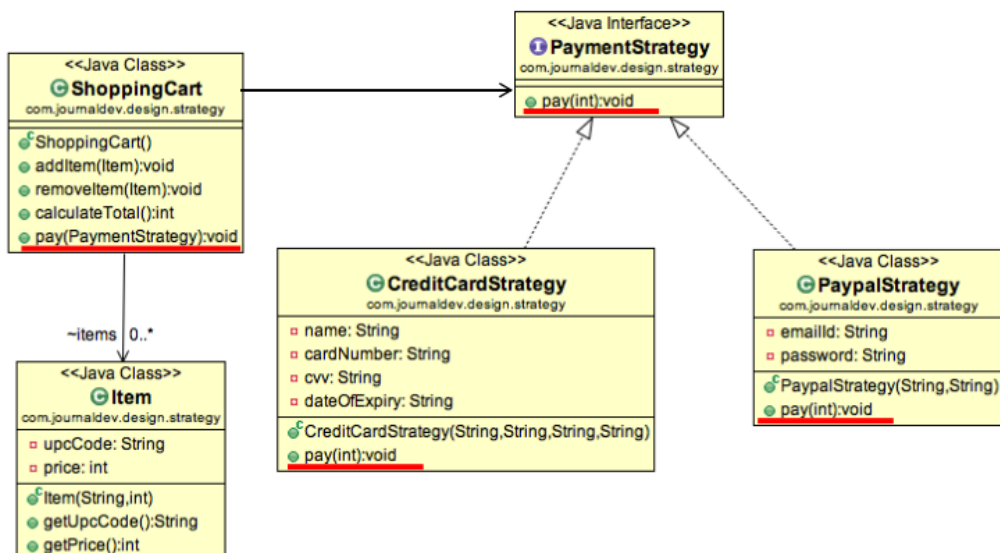 <<Java Class>>
ShoppingCart
com.journaldev.design.strategy
ShoppingCart()
addItem(Item):void
removeItem(Item):void
calculateTotal():int
pay(PaymentStrategy):void
<<Java Interface>>
PaymentStrategy
com.journaldev.design.strategy
pay(int):void
~items 0..*
<<Java Class>>
Item
com.journaldev.design.strategy
upcCode: String
price: int
Item(String,int)
getUpcCode():String
getPrice():int
<<Java Class>>
CreditCardStrategy
com.journaldev.design.strategy
name: String
cardNumber: String
cvv: String
dateOfExpiry: String
CreditCardStrategy(String,String,String,String)
pay(int):void
<<Java Class>>
PaypalStrategy
com.journaldev.design.strategy
emailId: String
password: String
PaypalStrategy(String,String)
pay(int):void